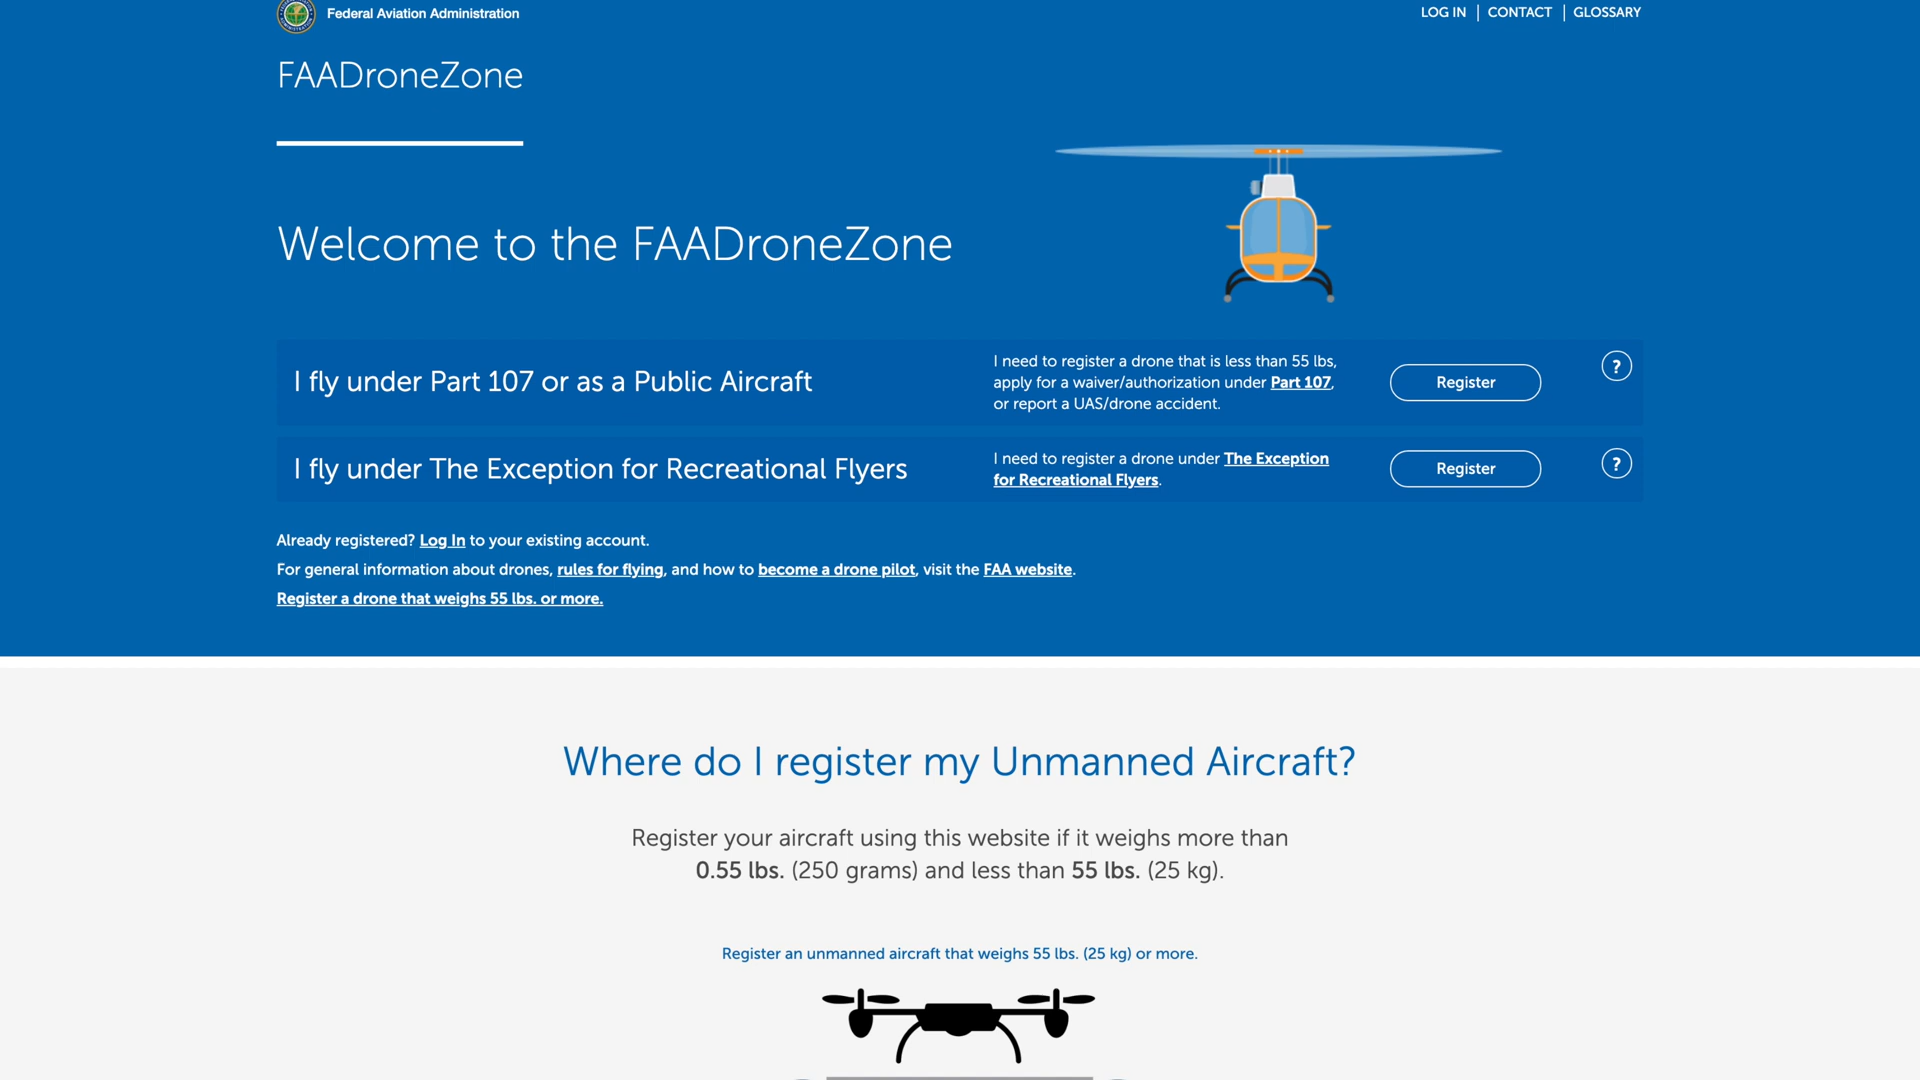 Federal Aviation Administration
LOG IN
CONTACT
GLOSSARY
FAADroneZone
Welcome to the FAADroneZone
I fly under Part 107 or as a Public Aircraft
I need to register a drone that is less than 55 lbs,
apply for a waiver/authorization under Part 107,
or report a UAS/drone accident.
Register
?
I fly under The Exception for Recreational Flyers
I need to register a drone under The Exception
for Recreational Flyers.
Register
?
Already registered? Log In to your existing account.
For general information about drones, rules for flying, and how to become a drone pilot, visit the FAA website.
Register a drone that weighs 55 lbs. or more.
Where do I register my Unmanned Aircraft?
Register your aircraft using this website if it weighs more than
0.55 lbs. (250 grams) and less than 55 lbs. (25 kg).
Register an unmanned aircraft that weighs 55 lbs. (25 kg) or more.